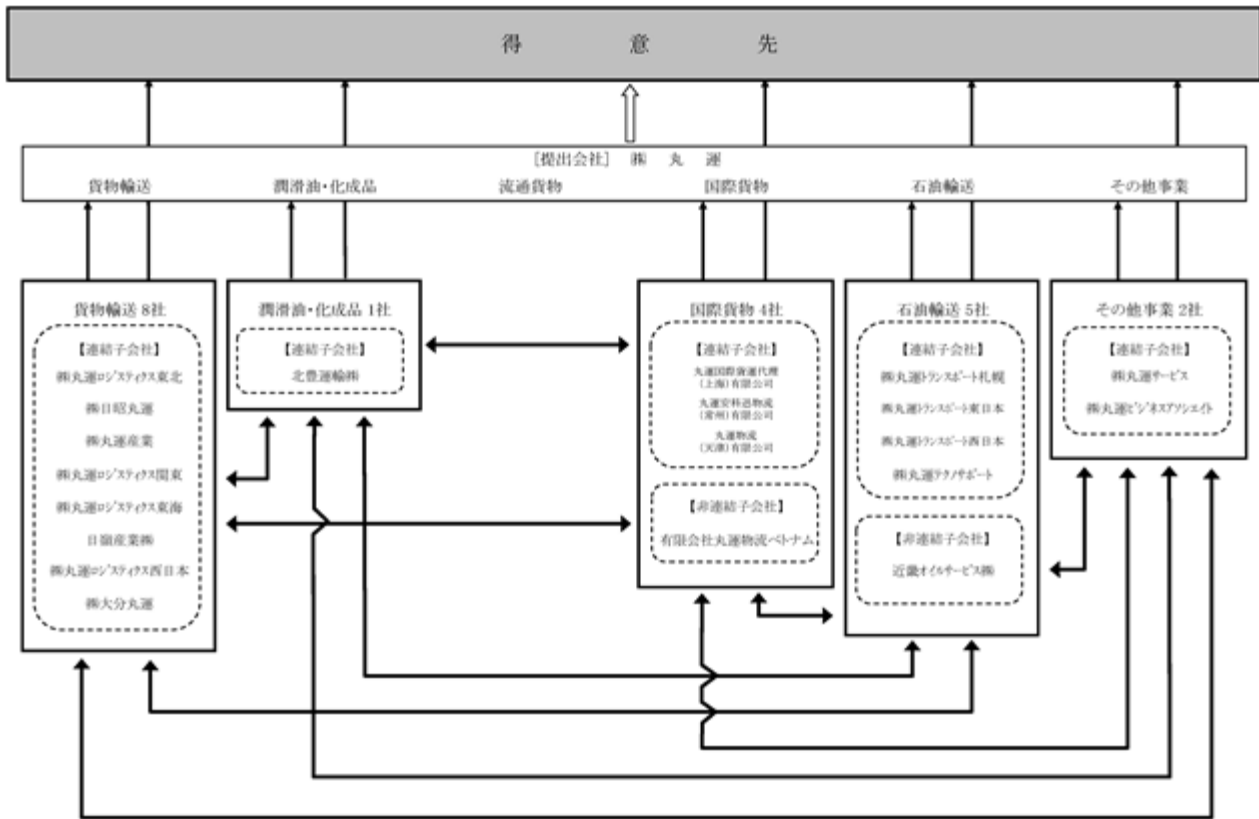 得意先
[提出会社] ㈱ 丸 運
貨物輸送 潤滑油・化成品 流通貨物 国際貨物 石油輸送 その他事業
貨物輸送 8社
【連結子会社】
㈱丸運ロジスティクス東北
㈱日昭丸運
㈱丸運産業
㈱丸運ロジスティクス関東
㈱丸運ロジスティクス東海
日嶺産業㈱
㈱丸運ロジスティクス西日本
㈱大分丸運
潤滑油・化成品 1社
【連結子会社】
北豊運輸㈱
国際貨物 4社
【連結子会社】
丸運国際貨運代理
(上海)有限公司
丸運安科迅物流
(常州)有限公司
丸運物流
(天津)有限公司
【非連結子会社】
有限会社丸運物流ベトナム
石油輸送 5社
【連結子会社】
㈱丸運トランスポート札幌
㈱丸運トランスポート東日本
㈱丸運トランスポート西日本
㈱丸運テクノサポート
【非連結子会社】
近畿オイルサービス㈱
その他事業 2社
【連結子会社】
㈱丸運サービス
㈱丸運ビジネスアソシエイト